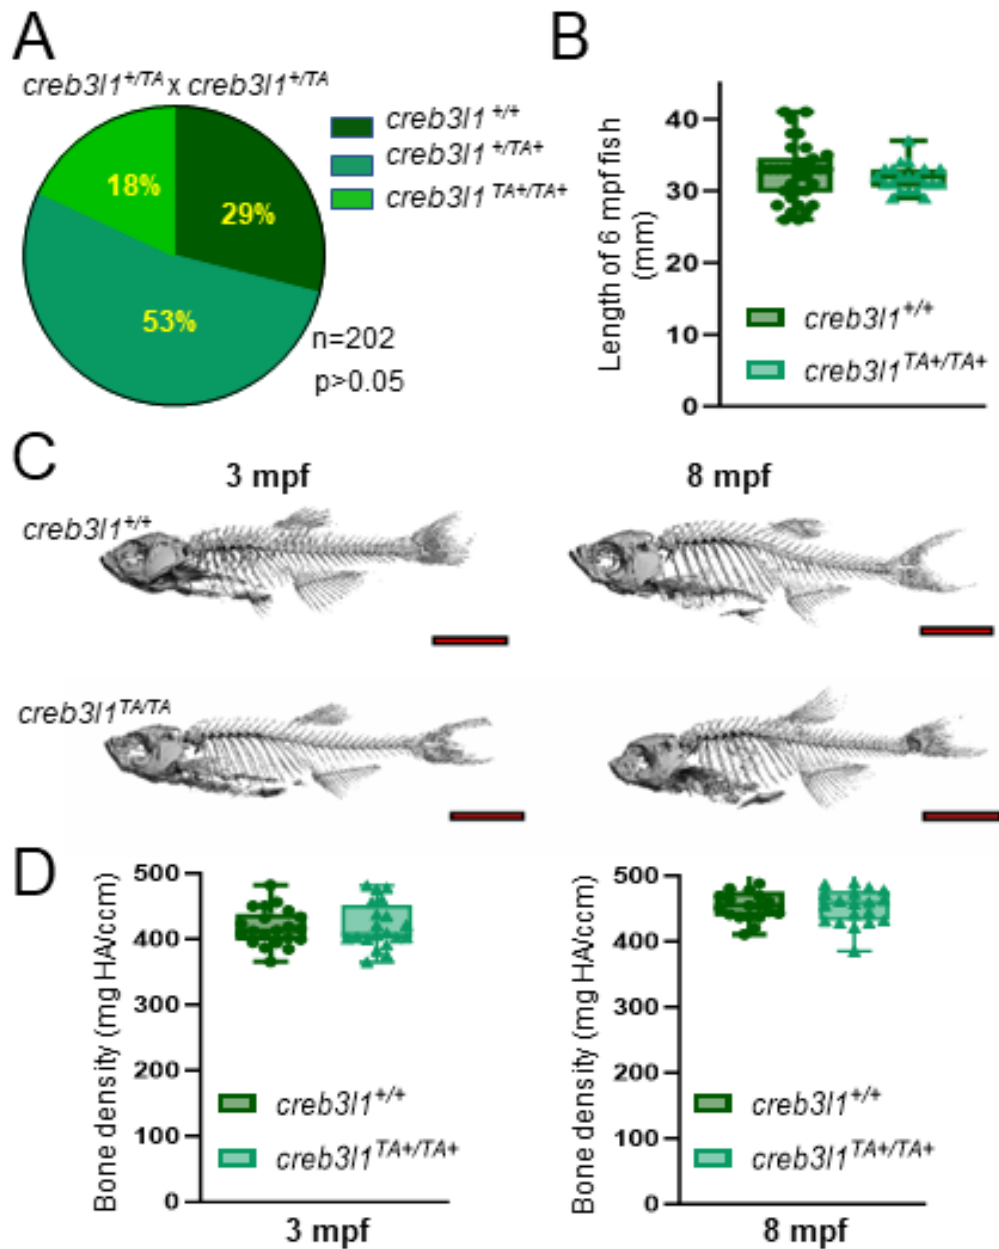 A
creb3l1+/TA x creb3l1+/TA
creb3l1+/+
creb3l1+/TA+
creb3l1TA+/TA+
18%
29%
53%
n=202
p>0.05
B
Length of 6 mpf fish
(mm)
40
30
20
10
0
creb3l1+/+
creb3l1TA+/TA+
C
3 mpf
8 mpf
creb3l1+/+
creb3l1TA/TA
D
Bone density (mg HA/ccm)
500
400
300
200
100
0
creb3l1+/+
creb3l1TA+/TA+
3 mpf
Bone density (mg HA/ccm)
500
400
300
200
100
0
creb3l1+/+
creb3l1TA+/TA+
8 mpf